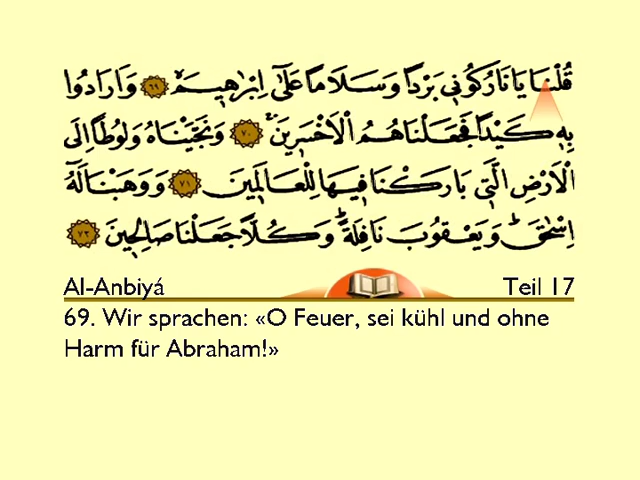 قُلْنَا يَا نَارُ كُونِي بَرْدًا وَسَلَامًا عَلَىٰ إِبْرٰهِيمَ ٦٩ وَاَرَادُوا
بِهِ كَيْدًا فَجَعَلْنَاهُمُ الْاَخْسَرِينَ ٧٠ وَنَجَّيْنَاهُ وَلُوطًا اِلَى
الْاَرْضِ الَّتِي بَارَكْنَا فِيهَا لِلْعَالَمِينَ ٧١ وَوَهَبْنَا لَهُ
اِسْحٰقَ وَيَعْقُوبَ نَافِلَةً وَكُلًّا جَعَلْنَا صَالِحِينَ ٧٢
Al-Anbiyá Teil 17
69. Wir sprachen: «O Feuer, sei kühl und ohne
Harm für Abraham!»